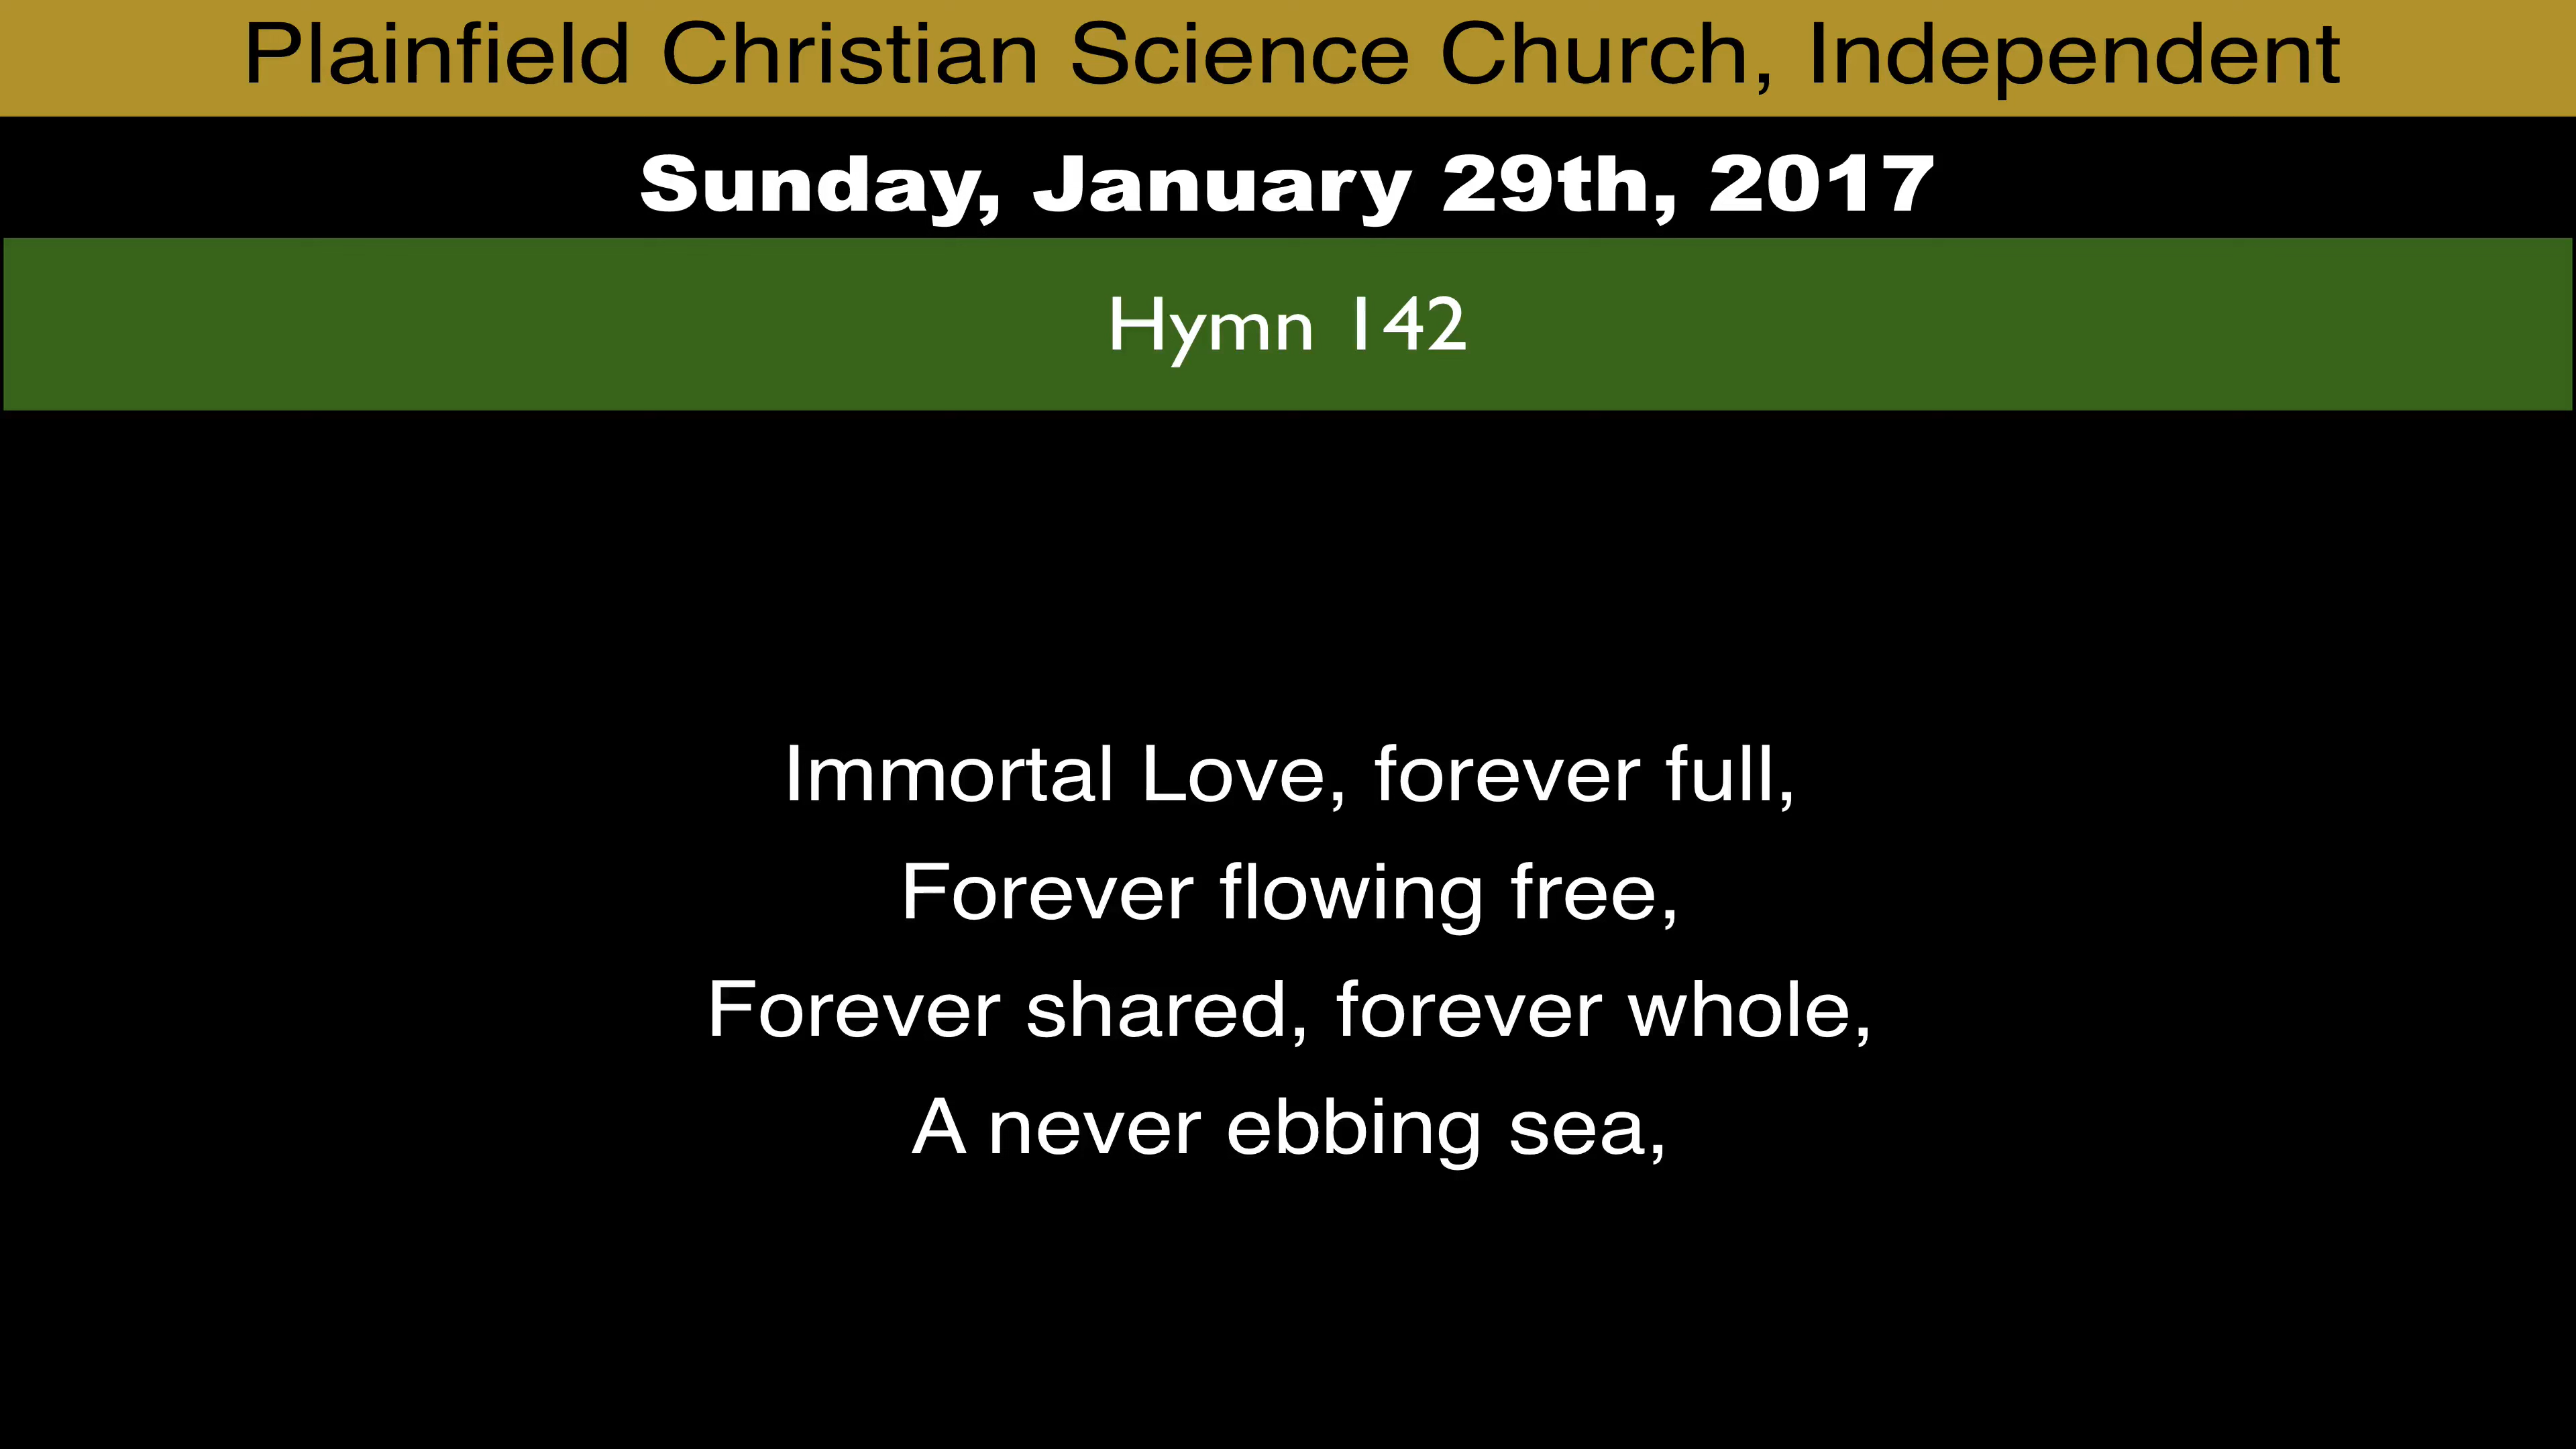 Plainfield Christian Science Church, Independent
Sunday, January 29th, 2017
Hymn 142
Immortal Love, forever full,
Forever flowing free,
Forever shared, forever whole,
A never ebbing sea,